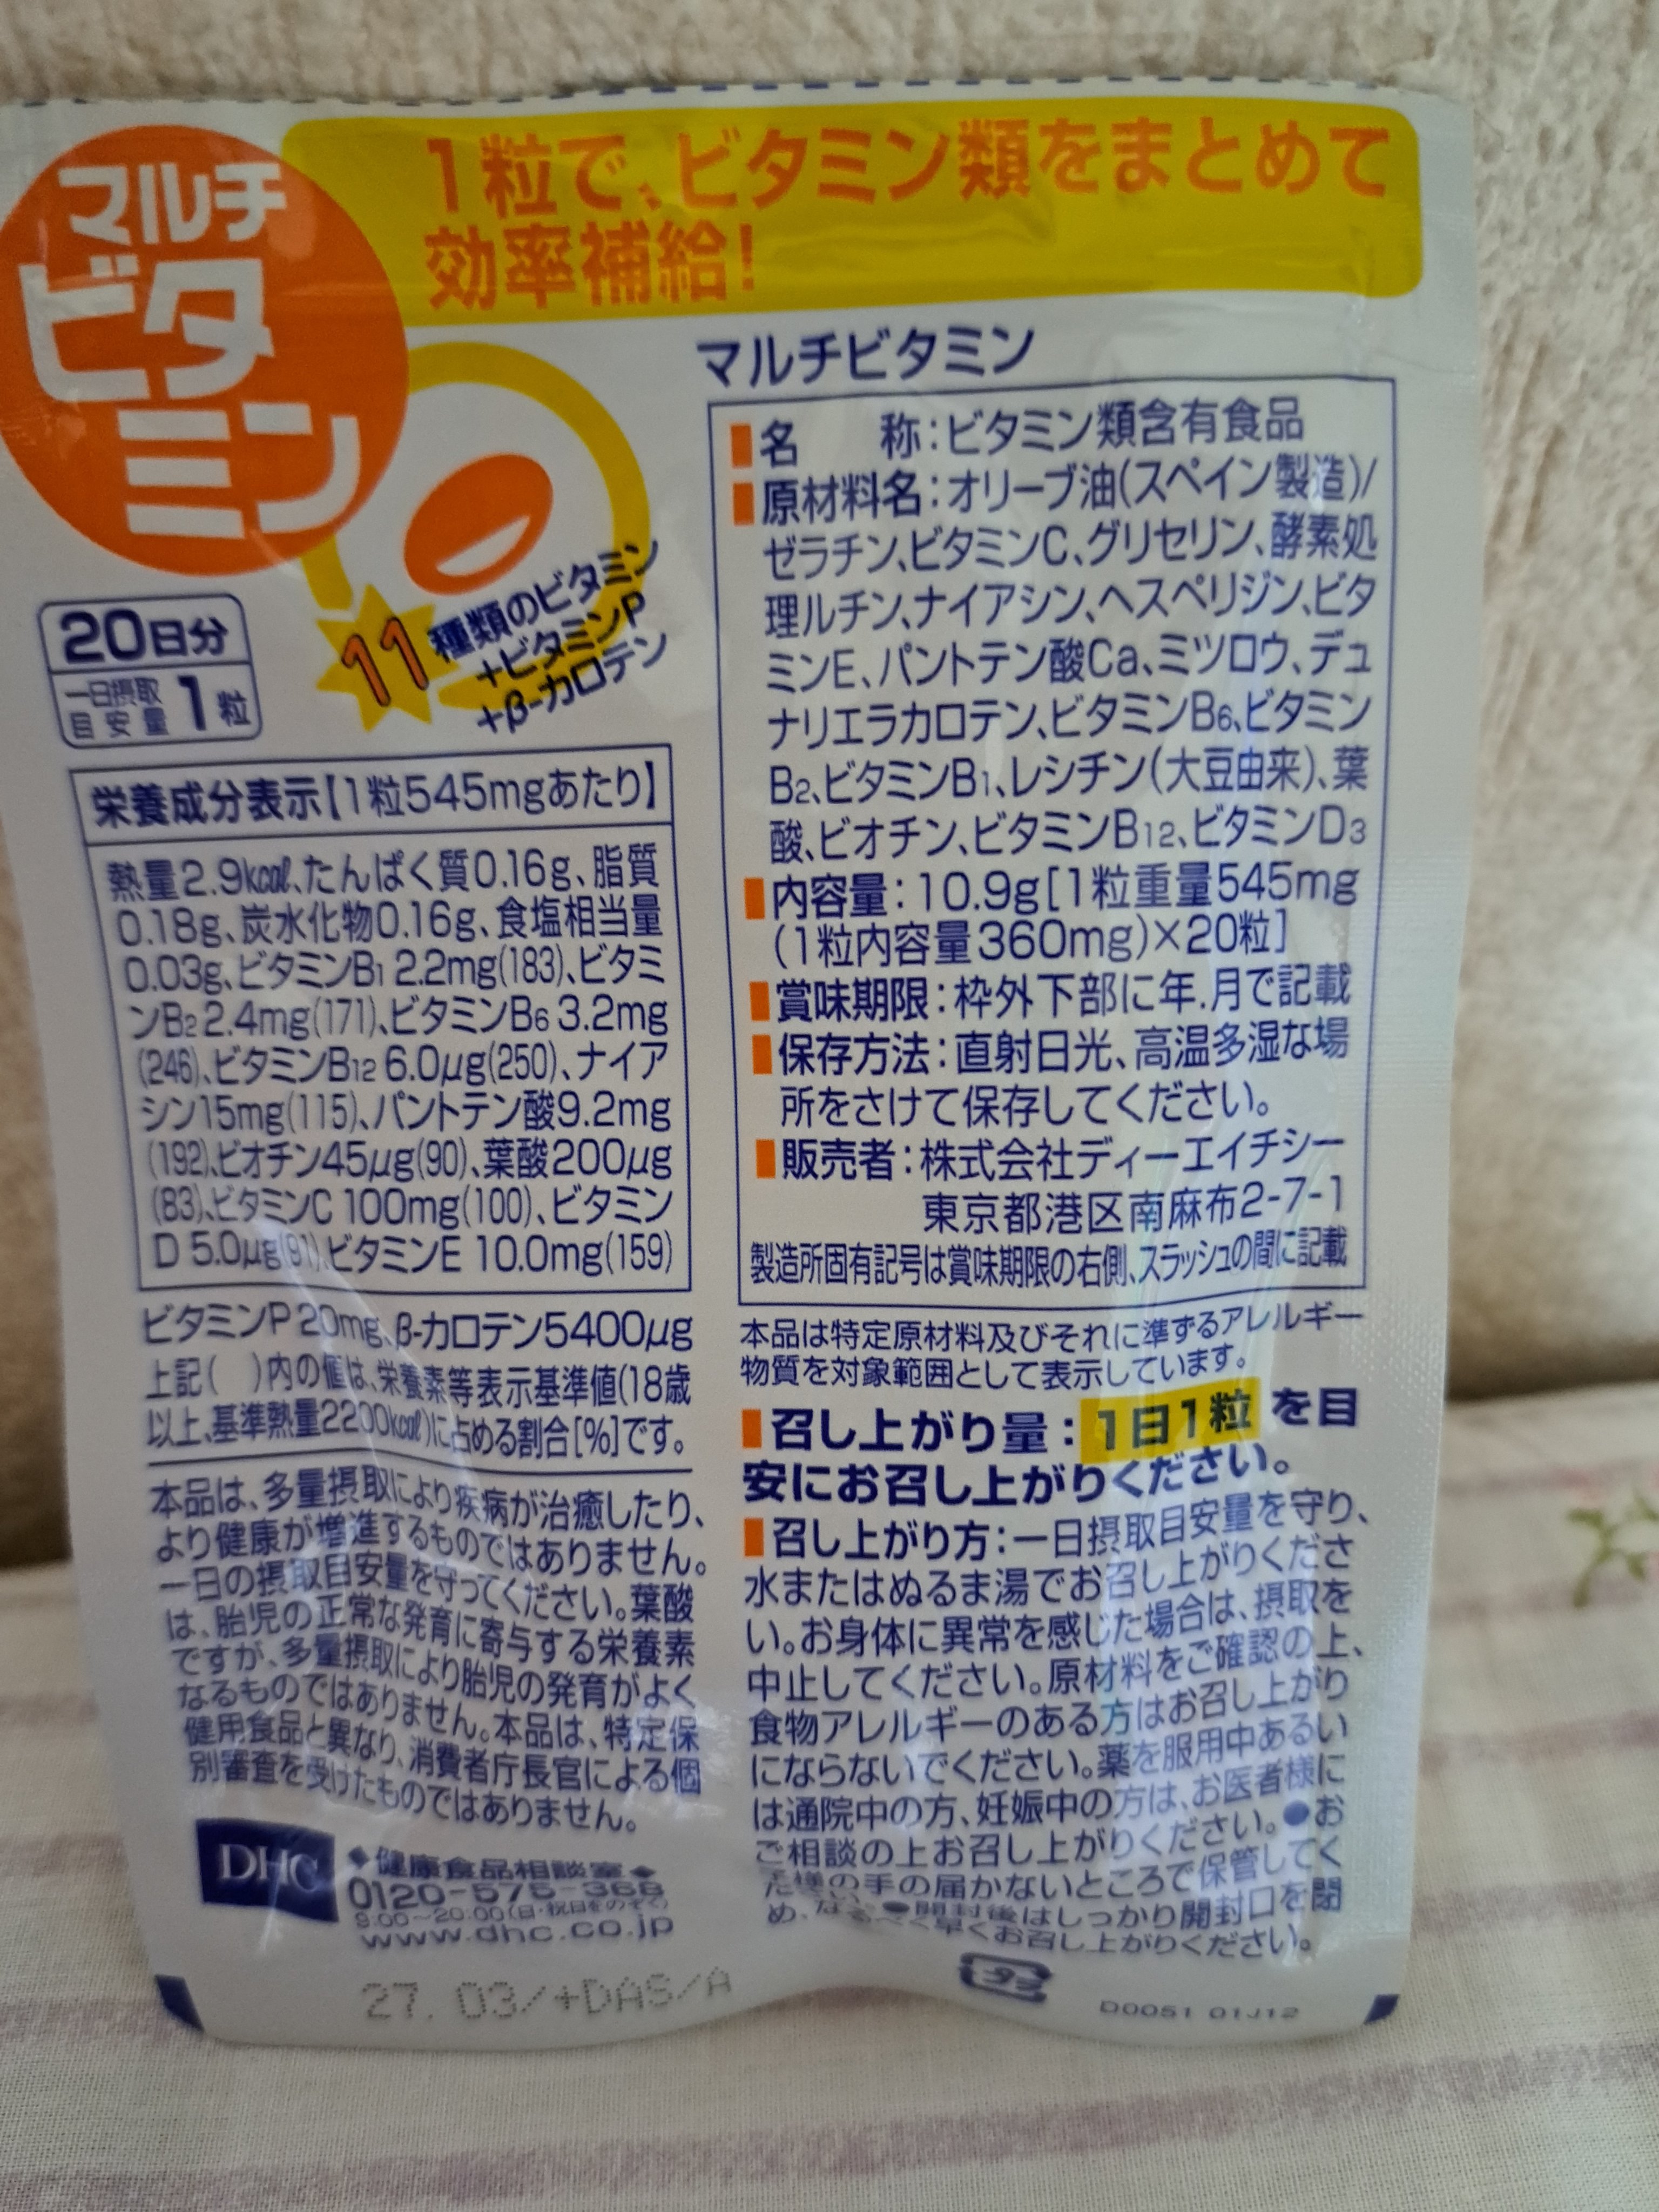 マルチ
ビタ
ミン
1粒で、ビタミン類をまとめて
効率補給!
20日分
一日摂取
目安量 1粒
11種類のビタミン
+ビタミンP
+β-カロテン
栄養成分表示【1粒545mgあたり】
熱量2.9kcal、たんぱく質0.16g、脂質
0.18g、炭水化物0.16g、食塩相当量
0.03g、ビタミンB1 2.2mg(183)、ビタミ
ンB2 2.4mg(171)、ビタミンB6 3.2mg
(246)、ビタミンB12 6.0μg(250)、ナイア
シン15mg(115)、パントテン酸9.2mg
(192)、ビオチン45μg(90)、葉酸200μg
(83)、ビタミンC 100mg(100)、ビタミン
D 5.0μg(91)、ビタミンE 10.0mg(159)
ビタミンP 20mg、β-カロテン5400μg
上記( )内の値は、栄養素等表示基準値(18歳
以上、基準熱量2200kcal)に占める割合[%]です。
本品は、多量摂取により疾病が治癒したり、
より健康が増進するものではありません。
一日の摂取目安量を守ってください。葉酸
は、胎児の正常な発育に寄与する栄養素
ですが、多量摂取により胎児の発育がよく
なるものではありません。本品は、特定保
健用食品と異なり、消費者庁長官による個
別審査を受けたものではありません。
DHC
◆健康食品相談室◆
0120-575-368
9:00~20:00(日・祝日をのぞく)
www.dhc.co.jp
27. 03/+DAS/A
マルチビタミン
■名 称:ビタミン類含有食品
■原材料名:オリーブ油(スペイン製造)/
ゼラチン、ビタミンC、グリセリン、酵素処
理ルチン、ナイアシン、ヘスペリジン、ビタ
ミンE、パントテン酸Ca、ミツロウ、デュ
ナリエラカロテン、ビタミンB6、ビタミン
B2、ビタミンB1、レシチン(大豆由来)、葉
酸、ビオチン、ビタミンB12、ビタミンD3
■内容量:10.9g[1粒重量545mg
(1粒内容量360mg)×20粒]
■賞味期限:枠外下部に年.月で記載
■保存方法:直射日光、高温多湿な場
所をさけて保存してください。
■販売者:株式会社ディーエイチシー
東京都港区南麻布2-7-1
製造所固有記号は賞味期限の右側、スラッシュの間に記載
本品は特定原材料及びそれに準ずるアレルギー
物質を対象範囲として表示しています。
■召し上がり量:1日1粒を目
安にお召し上がりください。
■召し上がり方:一日摂取目安量を守り、
水またはぬるま湯でお召し上がりくださ
い。お身体に異常を感じた場合は、摂取を
中止してください。原材料をご確認の上、
食物アレルギーのある方はお召し上がり
にならないでください。薬を服用中あるい
は通院中の方、妊娠中の方は、お医者様に
ご相談の上お召し上がりください。●お
子様の手の届かないところで保管してく
ださい。●開封後はしっかり開封口を閉
め、なるべく早くお召し上がりください。
プラ
D0051 01J12